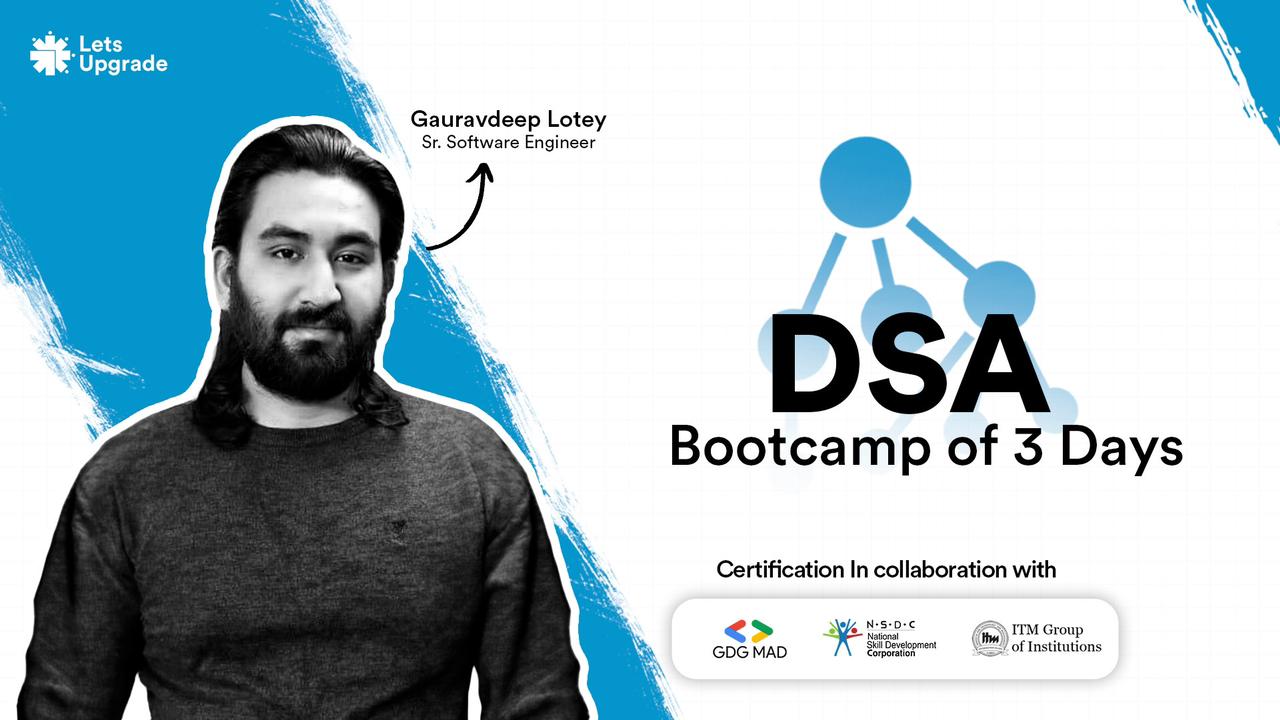 Lets
Upgrade
Gauravdeep Lotey
Sr. Software Engineer
DSA
Bootcamp of 3 Days
Certification In collaboration with
GDG MAD
N·S·D·C
National
Skill Development
Corporation
itm
ITM Group
of Institutions